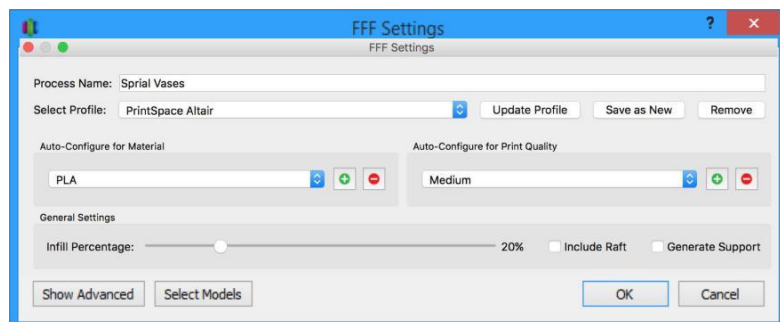 FFF Settings ?
FFF Settings
Process Name: Sprial Vases
Select Profile: PrintSpace Altair Update Profile Save as New Remove
Auto-Configure for Material Auto-Configure for Print Quality
PLA Medium
General Settings
Infill Percentage: 20% Include Raft Generate Support
Show Advanced Select Models OK Cancel